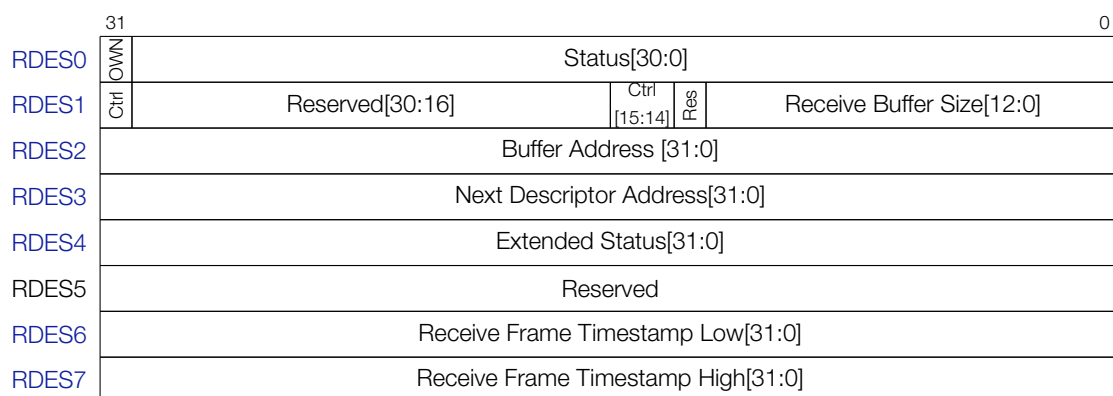 31 0
RDES0 OWN Status[30:0]
RDES1 Ctrl Reserved[30:16] Ctrl [15:14] Res Receive Buffer Size[12:0]
RDES2 Buffer Address [31:0]
RDES3 Next Descriptor Address[31:0]
RDES4 Extended Status[31:0]
RDES5 Reserved
RDES6 Receive Frame Timestamp Low[31:0]
RDES7 Receive Frame Timestamp High[31:0]